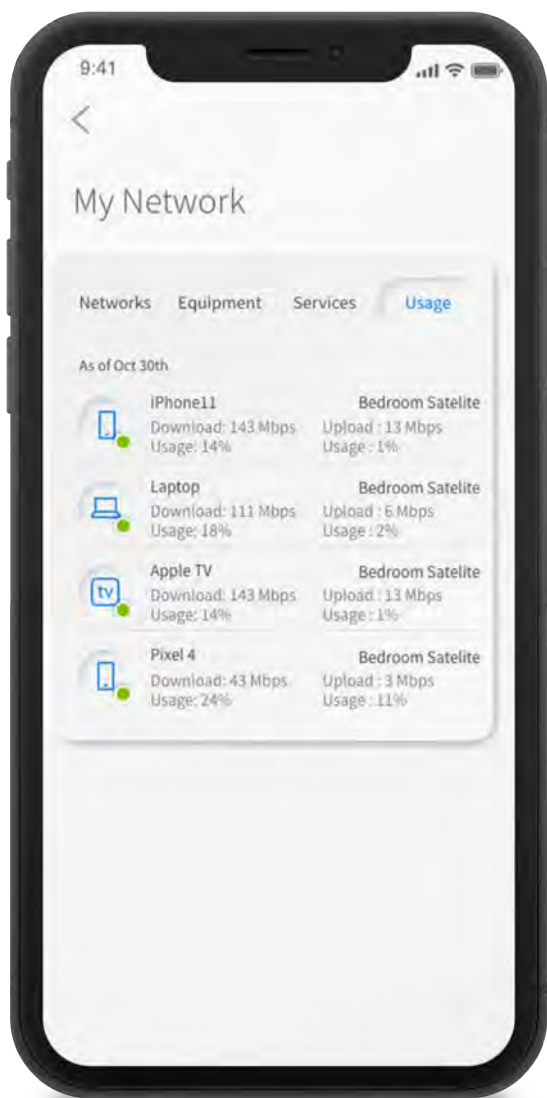 9:41
My Network
Networks Equipment Services Usage
As of Oct 30th
iPhone11 Bedroom Satelite
Download: 143 Mbps Upload : 13 Mbps
Usage: 14% Usage : 1%
Laptop Bedroom Satelite
Download: 111 Mbps Upload : 6 Mbps
Usage: 18% Usage : 2%
tv Apple TV Bedroom Satelite
Download: 143 Mbps Upload : 13 Mbps
Usage: 14% Usage : 1%
Pixel 4 Bedroom Satelite
Download: 43 Mbps Upload : 3 Mbps
Usage: 24% Usage : 11%